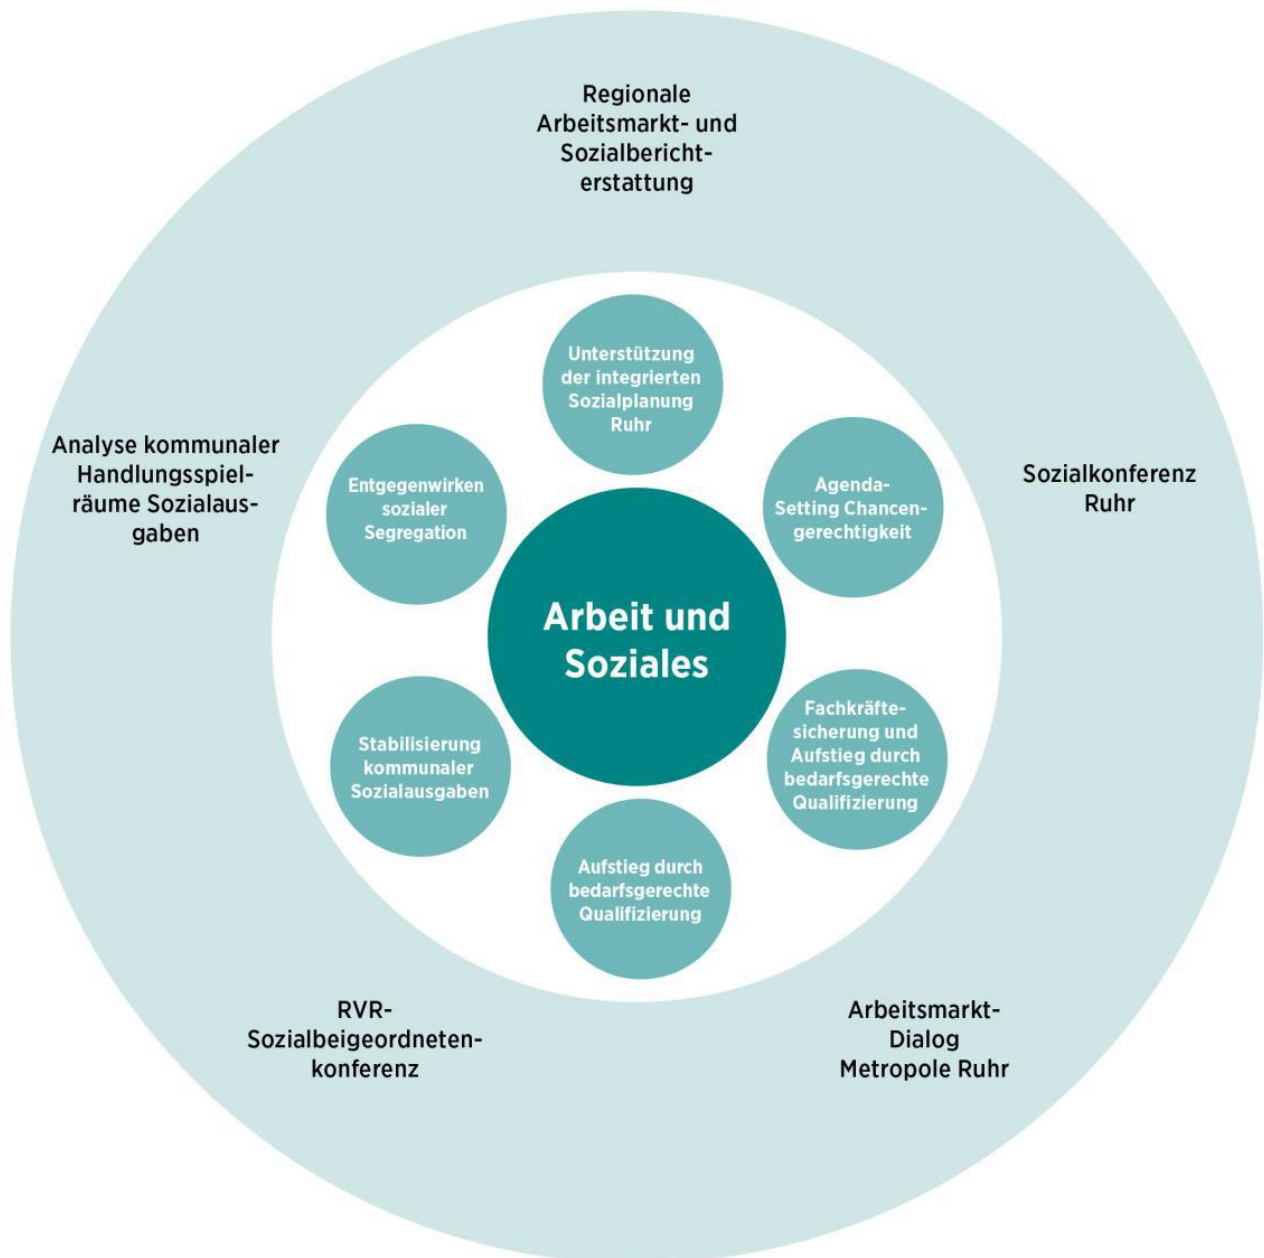 Regionale
Arbeitsmarkt- und
Sozialbericht-
erstattung
Unterstützung
der integrierten
Sozialplanung
Ruhr
Analyse kommunaler
Handlungsspiel-
räume Sozialaus-
gaben
Entgegenwirken
sozialer
Segregation
Agenda-
Setting Chancen-
gerechtigkeit
Sozialkonferenz
Ruhr
Arbeit und
Soziales
Stabilisierung
kommunaler
Sozialausgaben
Fachkräfte-
sicherung und
Aufstieg durch
bedarfsgerechte
Qualifizierung
Aufstieg durch
bedarfsgerechte
Qualifizierung
RVR-
Sozialbeigeordneten-
konferenz
Arbeitsmarkt-
Dialog
Metropole Ruhr